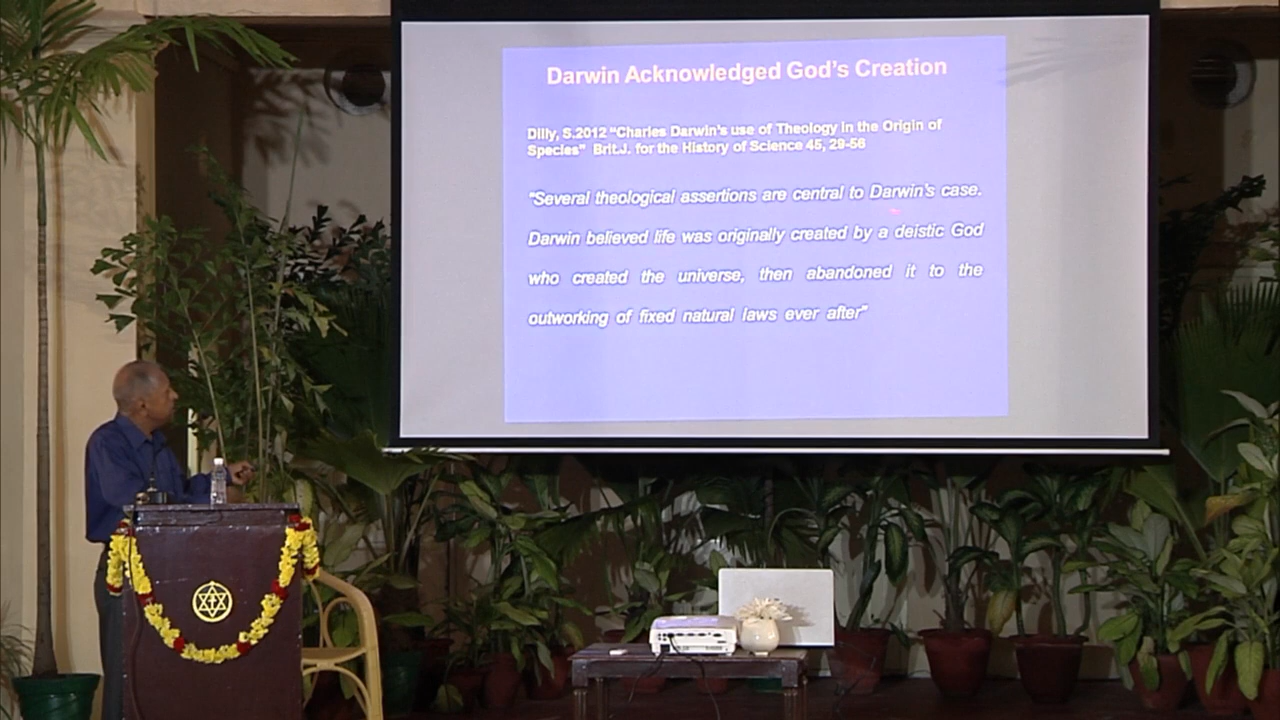 Darwin Acknowledged God's Creation
Dilly, S.2012 "Charles Darwin's use of Theology in the Origin of
Species" Brit.J. for the History of Science 45, 29-56
"Several theological assertions are central to Darwin's case.
Darwin believed life was originally created by a deistic God
who created the universe, then abandoned it to the
outworking of fixed natural laws ever after"